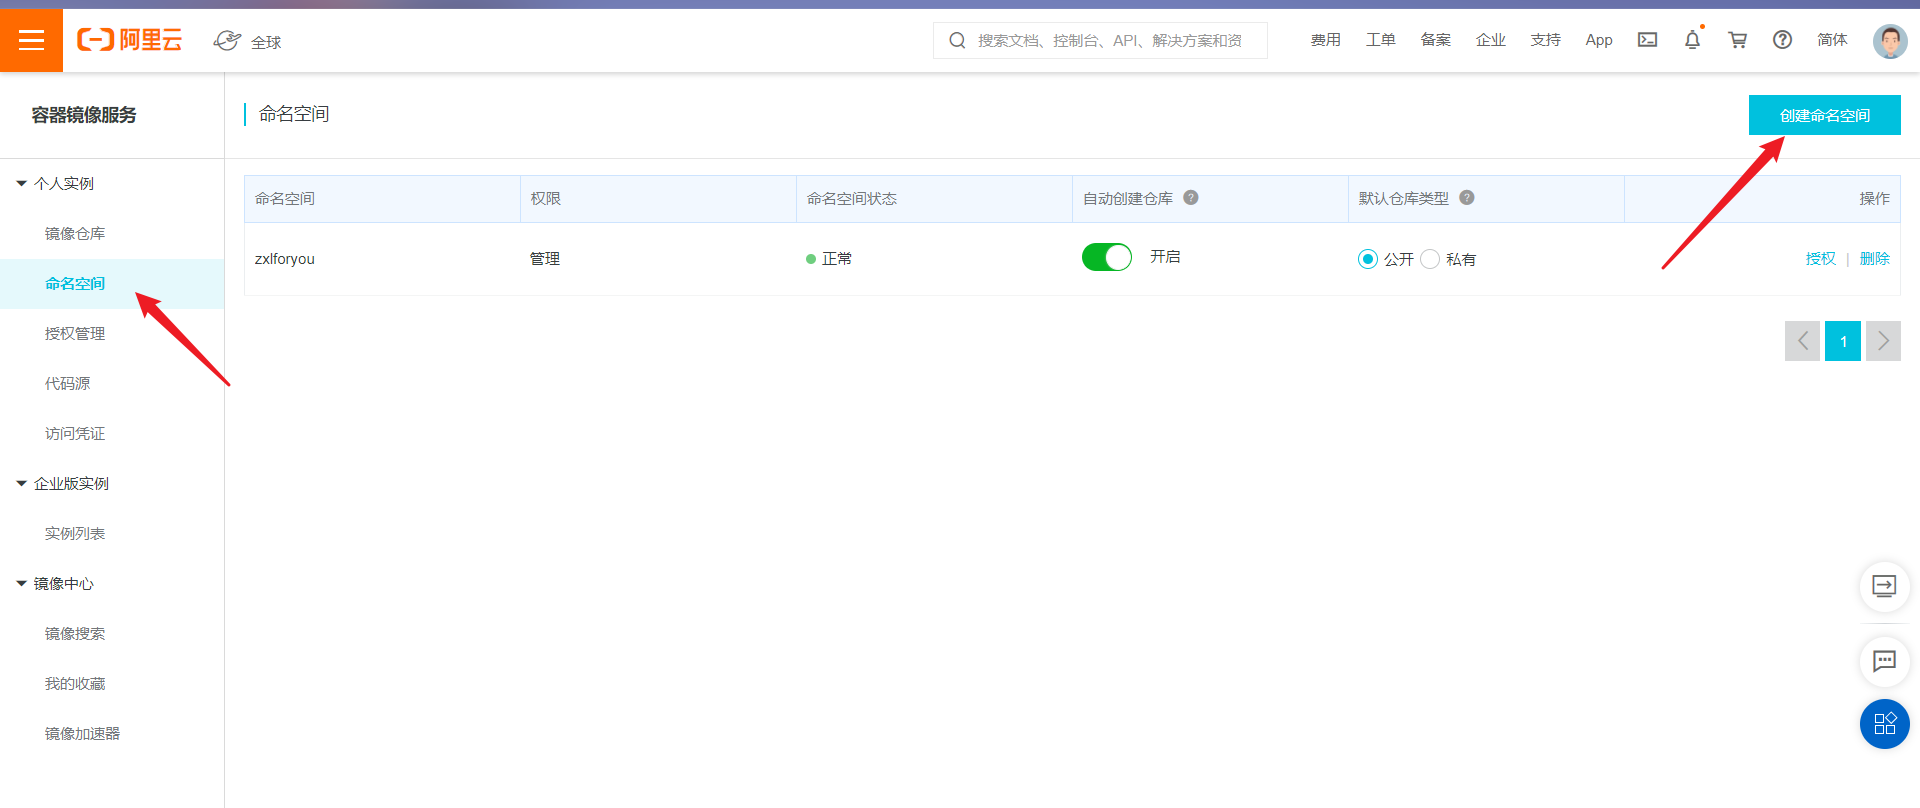 阿里云
全球
搜索文档、控制台、API、解决方案和资
费用
工单
备案
企业
支持
App
简体
容器镜像服务
个人实例
镜像仓库
命名空间
授权管理
代码源
访问凭证
企业版实例
实例列表
镜像中心
镜像搜索
我的收藏
镜像加速器
命名空间
创建命名空间
命名空间 权限 命名空间状态 自动创建仓库 ? 默认仓库类型 ? 操作
zxlforyou 管理 正常 开启 公开 私有 授权 | 删除
1